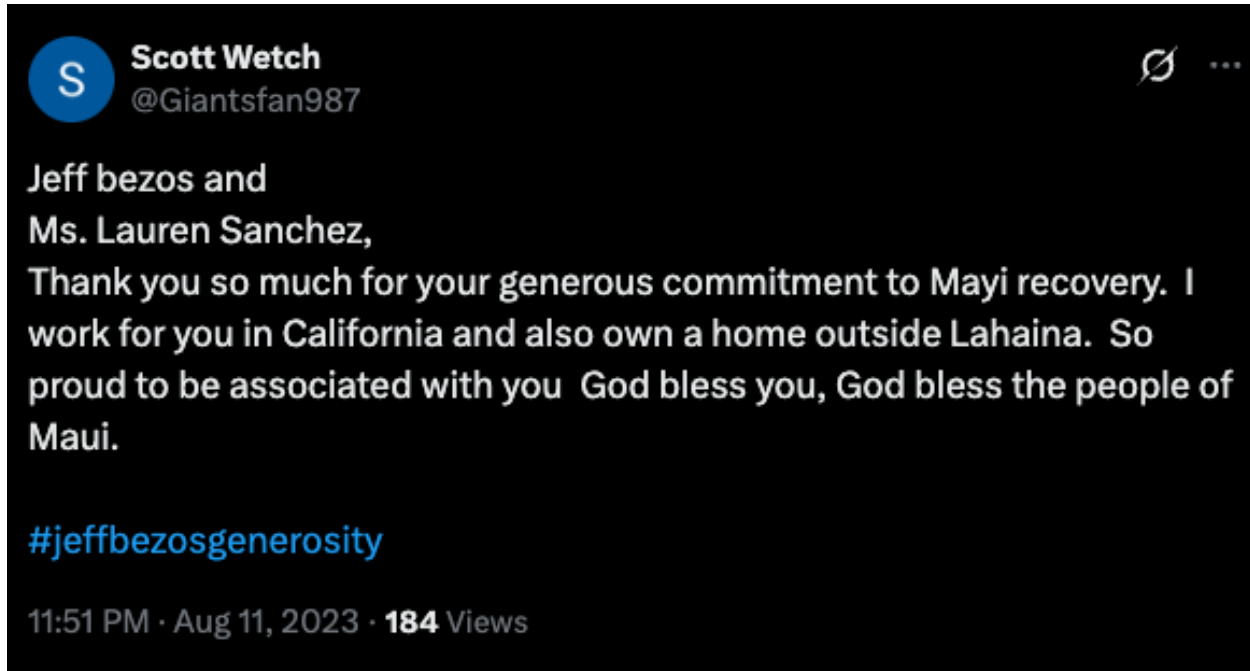 S
Scott Wetch
@Giantsfan987
Jeff bezos and
Ms. Lauren Sanchez,
Thank you so much for your generous commitment to Mayi recovery.  I
work for you in California and also own a home outside Lahaina.  So
proud to be associated with you  God bless you, God bless the people of
Maui.
#jeffbezosgenerosity
11:51 PM · Aug 11, 2023 · 184 Views